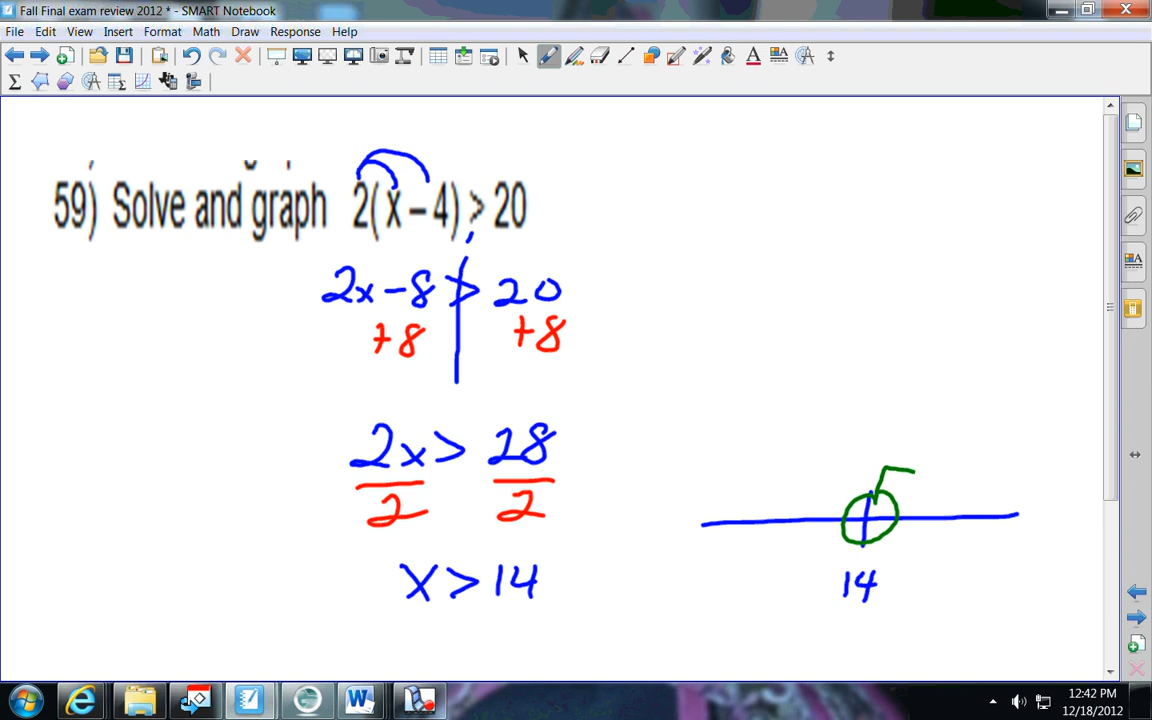 Fall Final exam review 2012 * - SMART Notebook
File Edit View Insert Format Math Draw Response Help
59) Solve and graph 2(x – 4) > 20
2x – 8 > 20
+8 +8
2x > 28
2 2
x > 14
14
12:42 PM
12/18/2012